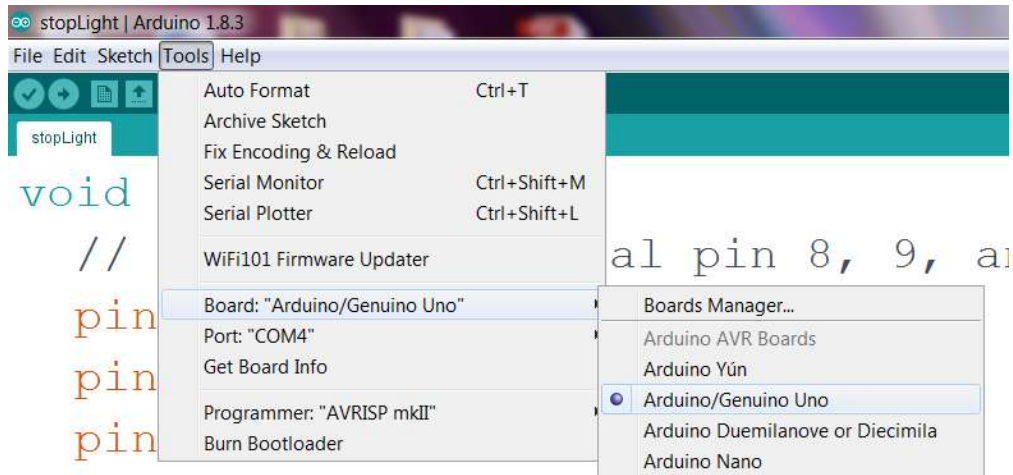 stopLight | Arduino 1.8.3
File Edit Sketch Tools Help
stopLight
Auto Format Ctrl+T
Archive Sketch
Fix Encoding & Reload
Serial Monitor Ctrl+Shift+M
Serial Plotter Ctrl+Shift+L
WiFi101 Firmware Updater
Board: "Arduino/Genuino Uno"
Port: "COM4"
Get Board Info
Programmer: "AVRISP mkII"
Burn Bootloader
Boards Manager...
Arduino AVR Boards
Arduino Yún
Arduino/Genuino Uno
Arduino Duemilanove or Diecimila
Arduino Nano
void
// al pin 8, 9, a
pin
pin
pin